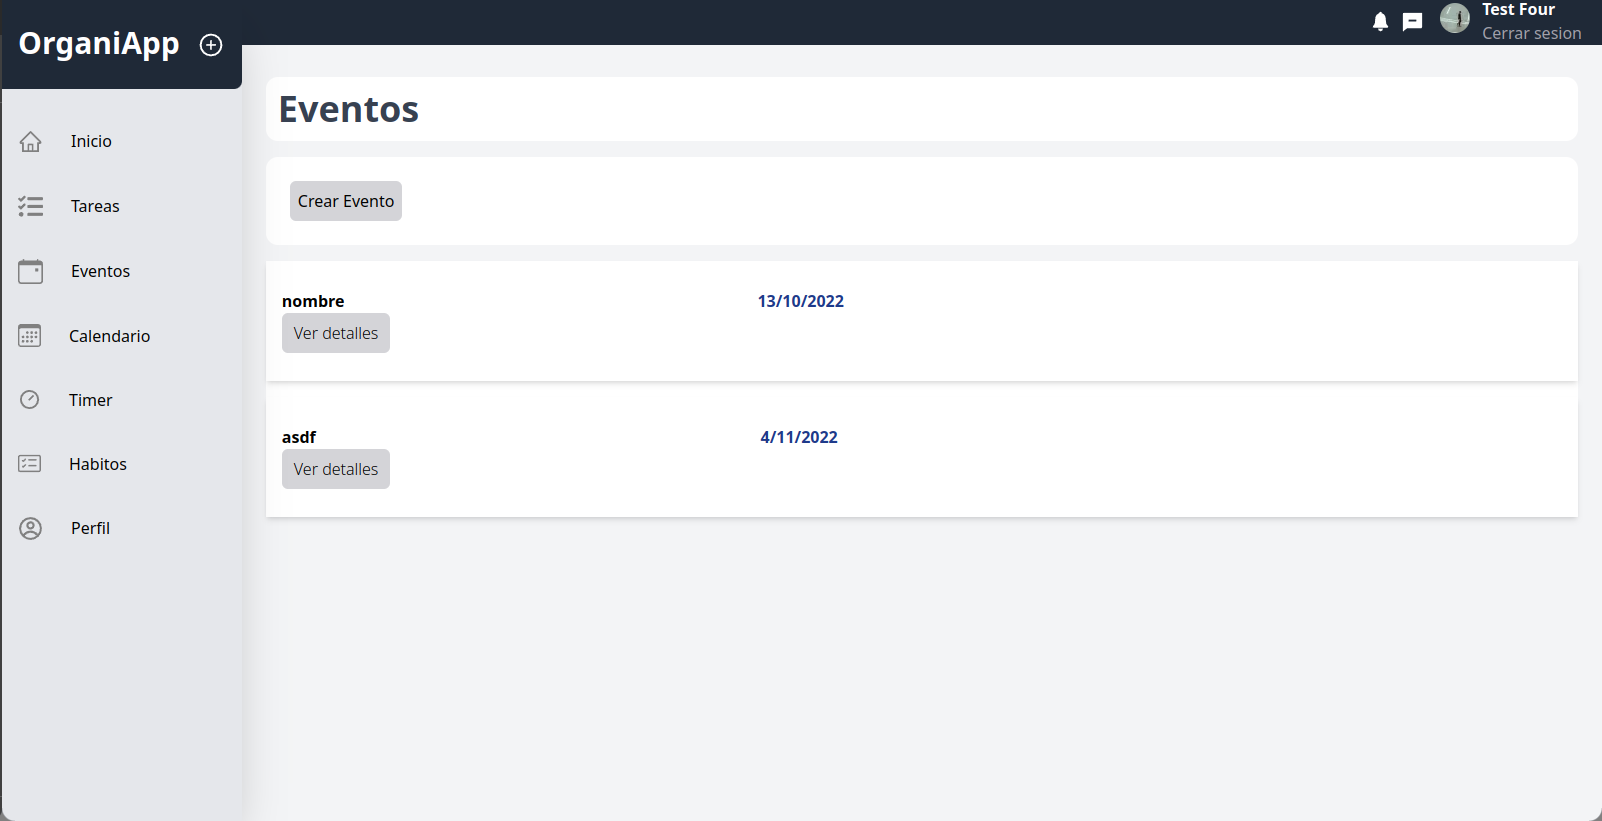 OrganiApp
Test Four
Cerrar sesion
Inicio
Tareas
Eventos
Calendario
Timer
Habitos
Perfil
Eventos
Crear Evento
nombre 13/10/2022
Ver detalles
asdf 4/11/2022
Ver detalles